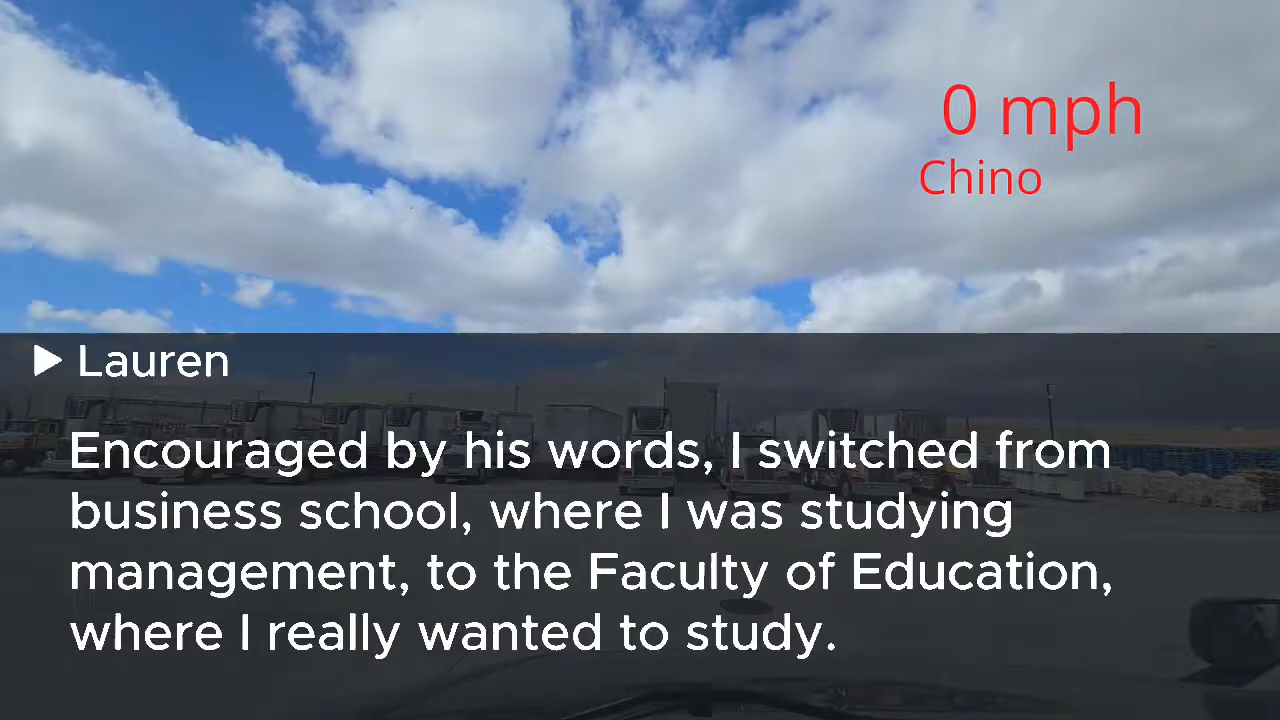 0 mph
Chino
Lauren
Encouraged by his words, I switched from
business school, where I was studying
management, to the Faculty of Education,
where I really wanted to study.